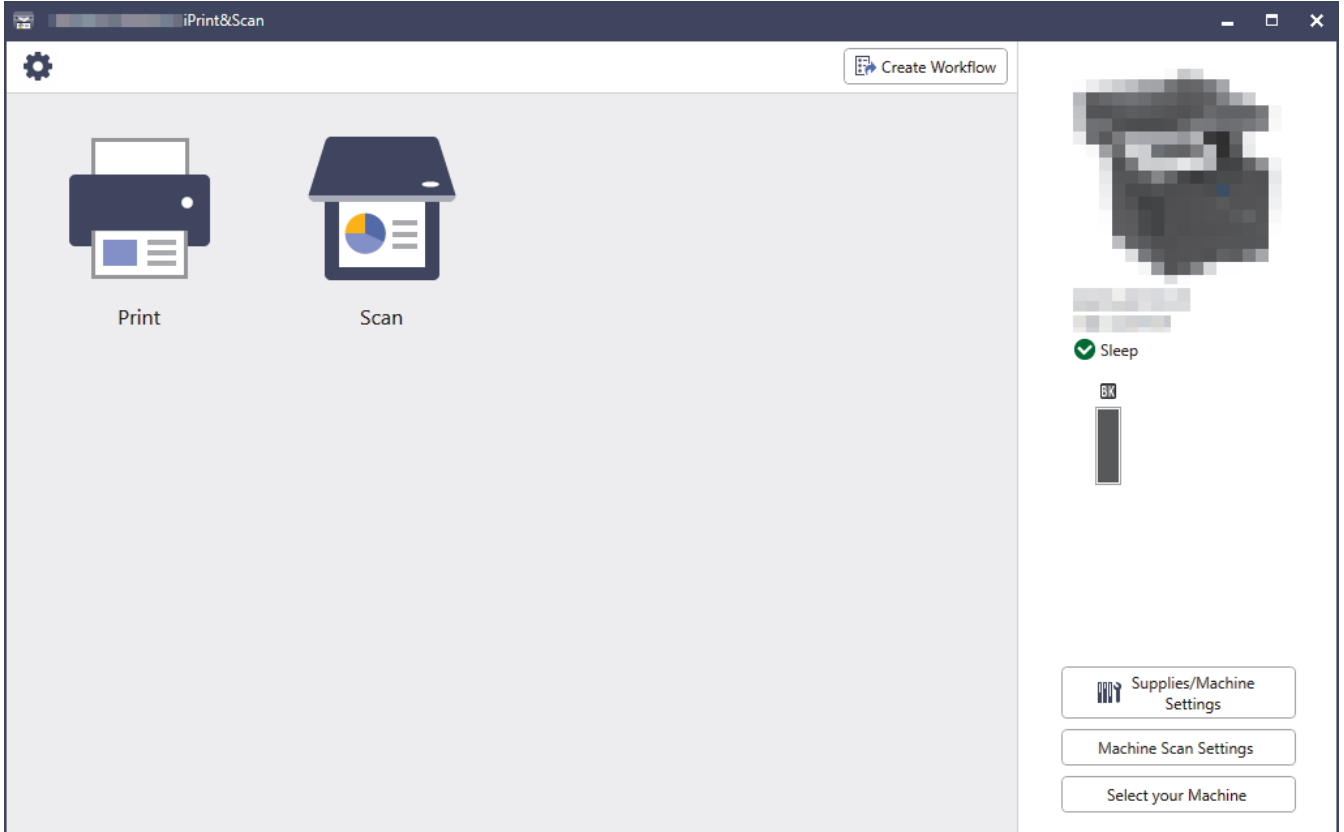 iPrint&Scan
Create Workflow
Print
Scan
Sleep
BK
Supplies/Machine
Settings
Machine Scan Settings
Select your Machine